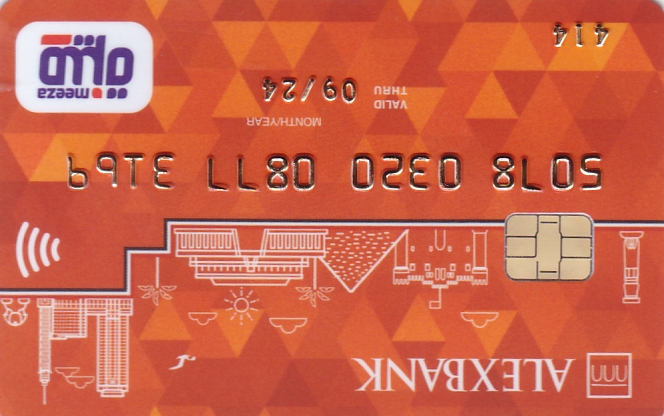 ALEXBANK
5078 0320 0877 3169
MONTH/YEAR
VALID
THRU
09/24
meeza
ميزة
414